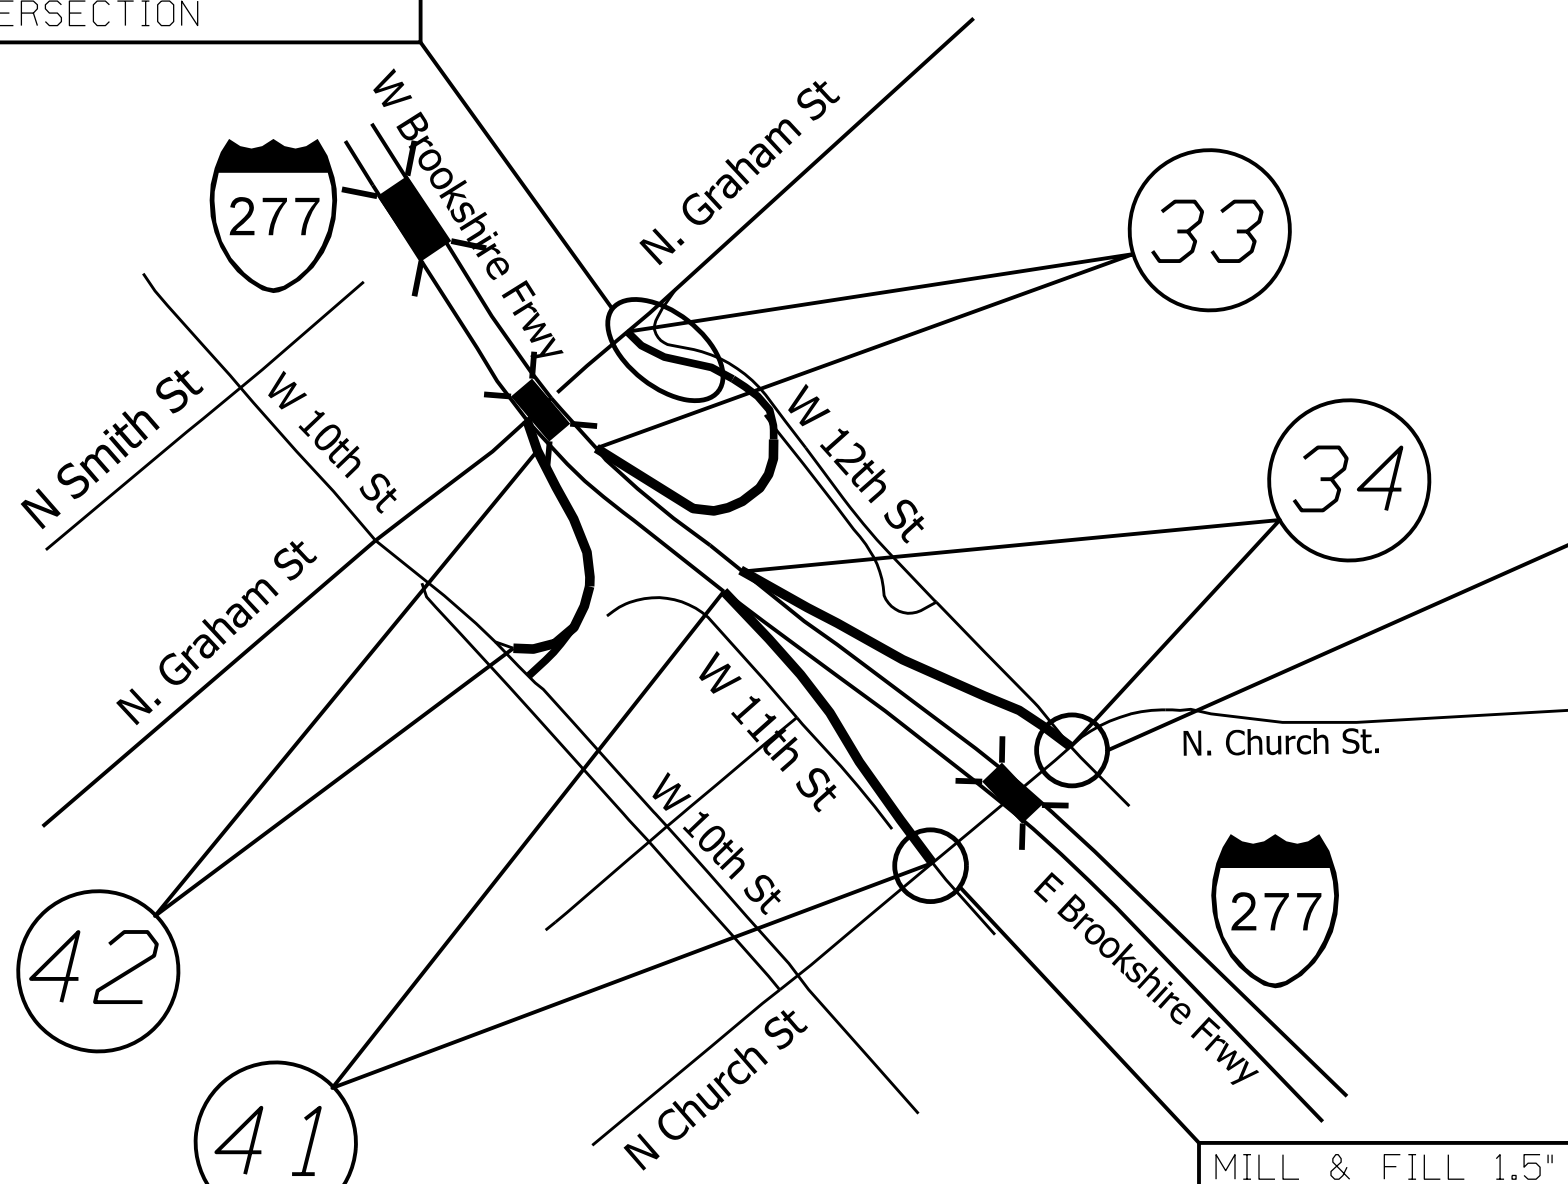 ERSECTION
W Brookshire Frwy
N. Graham St
277
33
N Smith St
W 10th St
W 12th St
34
N. Graham St
W 11th St
N. Church St.
W 10th St
277
E Brookshire Frwy
42
N Church St
41
MILL & FILL 1.5"